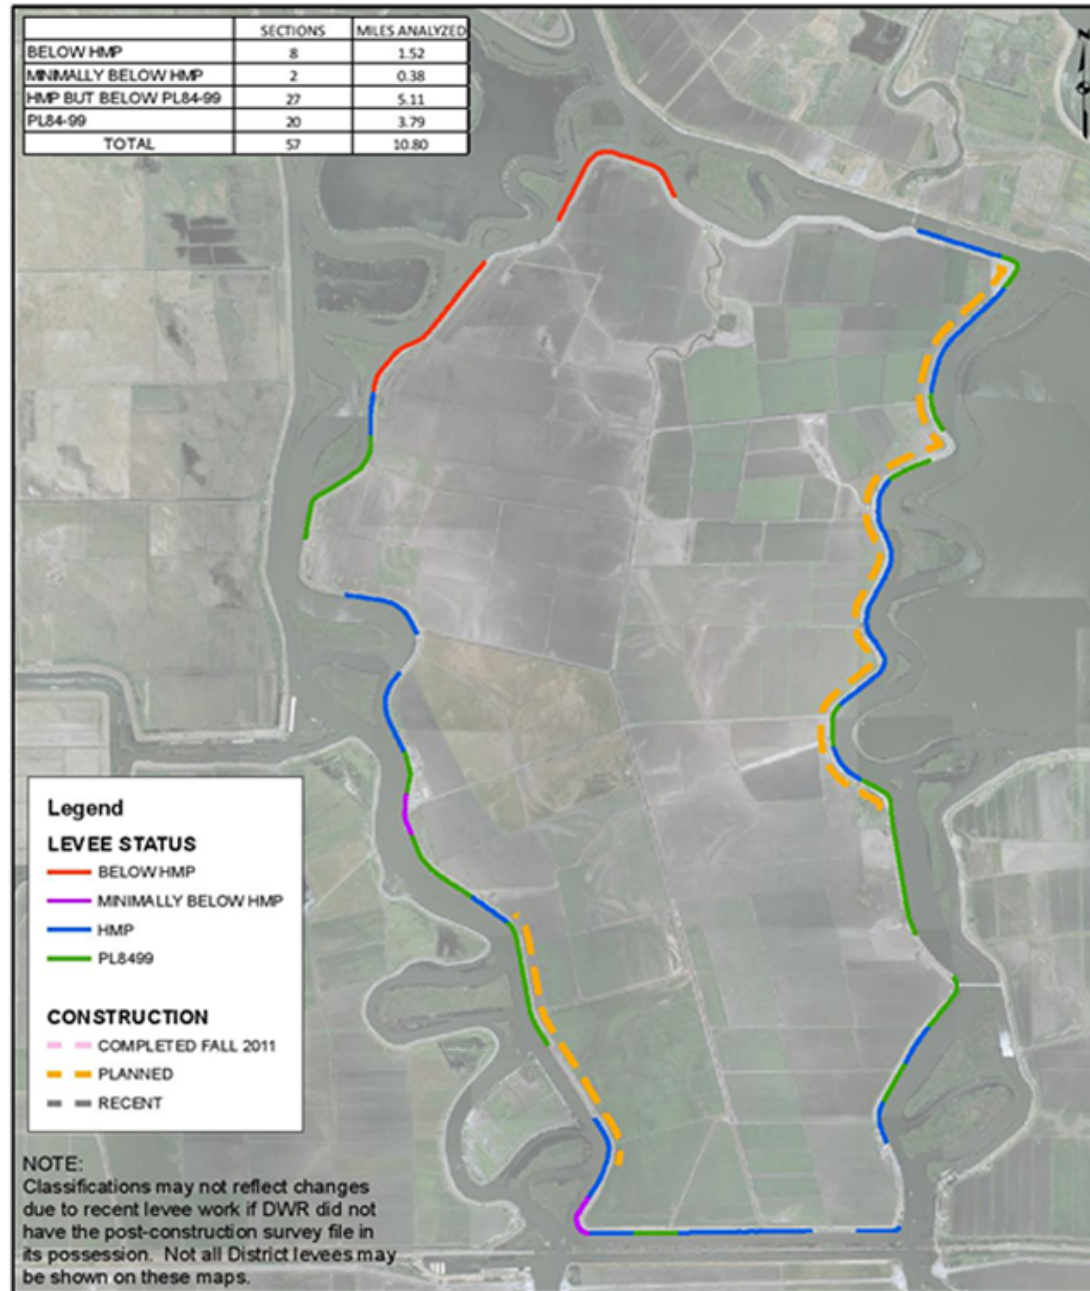 SECTIONS MILES ANALYZED
BELOW HMP 8 1.52
MINIMALLY BELOW HMP 2 0.38
HMP BUT BELOW PL84-99 27 5.11
PL84-99 20 3.79
TOTAL 57 10.80
N
Legend
LEVEE STATUS
BELOW HMP
MINIMALLY BELOW HMP
HMP
PL8499
CONSTRUCTION
COMPLETED FALL 2011
PLANNED
RECENT
NOTE:
Classifications may not reflect changes
due to recent levee work if DWR did not
have the post-construction survey file in
its possession. Not all District levees may
be shown on these maps.